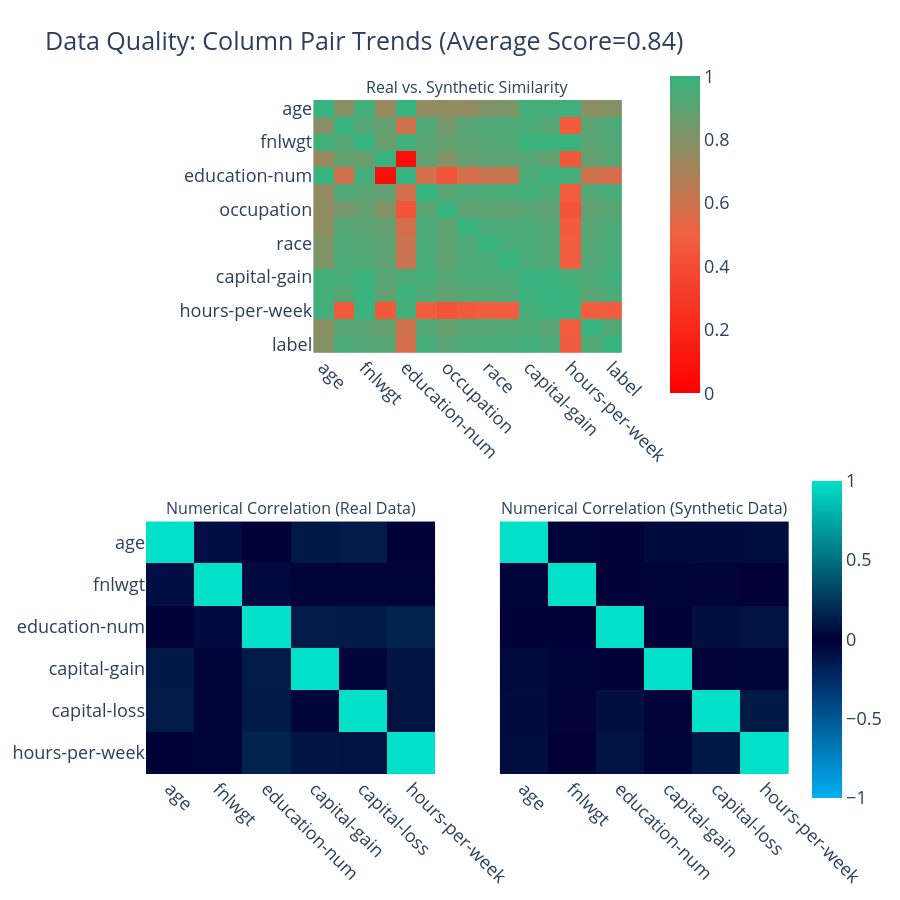 Data Quality: Column Pair Trends (Average Score=0.84)
Real vs. Synthetic Similarity
age
fnlwgt
education-num
occupation
race
capital-gain
hours-per-week
label
age
fnlwgt
education-num
occupation
race
capital-gain
hours-per-week
label
1
0.8
0.6
0.4
0.2
0
Numerical Correlation (Real Data)
age
fnlwgt
education-num
capital-gain
capital-loss
hours-per-week
age
fnlwgt
education-num
capital-gain
capital-loss
hours-per-week
Numerical Correlation (Synthetic Data)
age
fnlwgt
education-num
capital-gain
capital-loss
hours-per-week
1
0.5
0
−0.5
−1